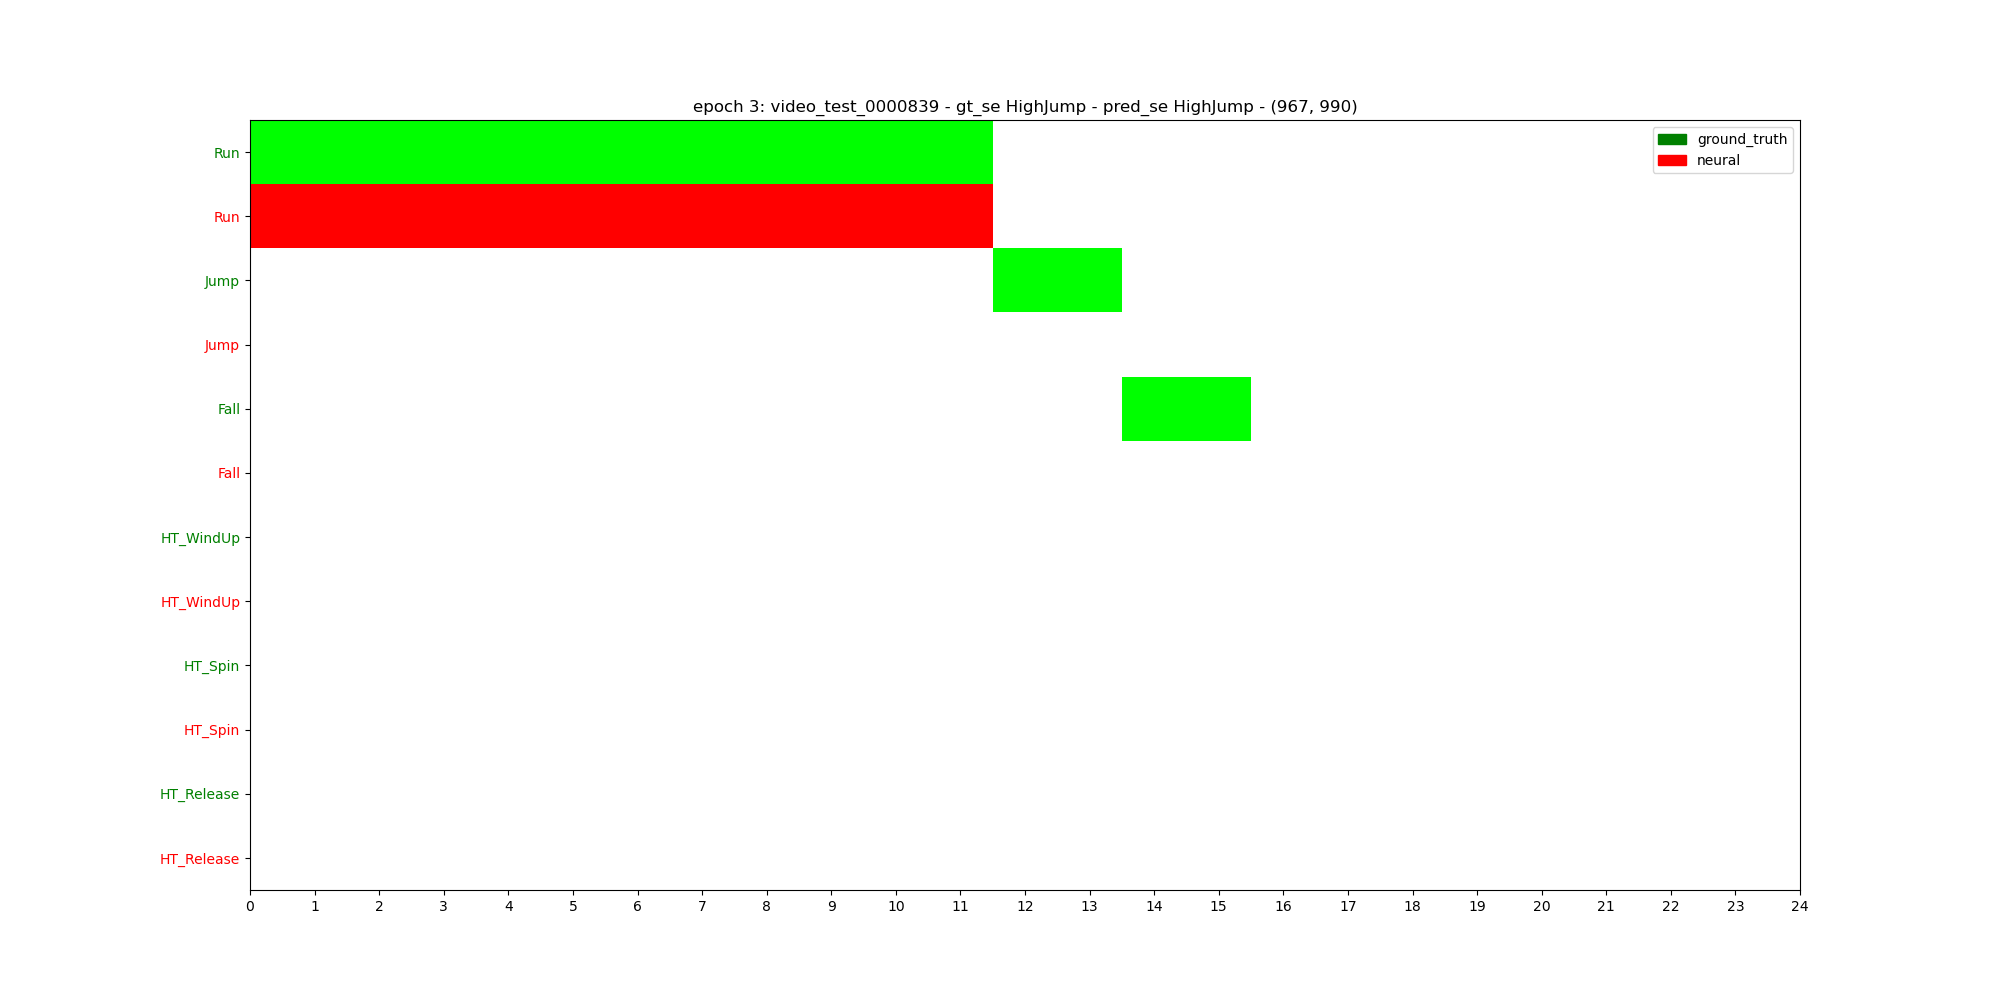 epoch 3: video_test_0000839 - gt_se HighJump - pred_se HighJump - (967, 990)
ground_truth
neural
Run
Run
Jump
Jump
Fall
Fall
HT_WindUp
HT_WindUp
HT_Spin
HT_Spin
HT_Release
HT_Release
0 1 2 3 4 5 6 7 8 9 10 11 12 13 14 15 16 17 18 19 20 21 22 23 24